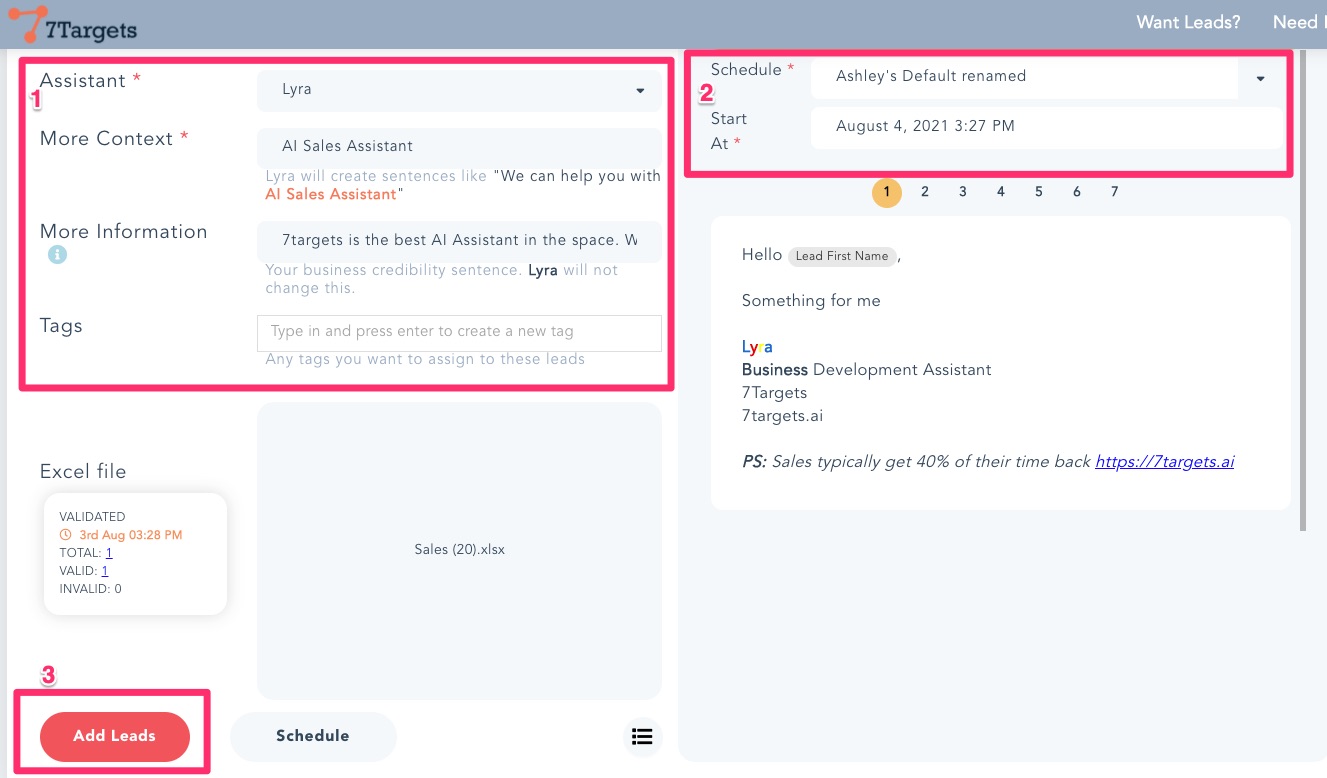 7Targets
Want Leads?
Need
1
Assistant *
Lyra
More Context *
AI Sales Assistant
Lyra will create sentences like "We can help you with
AI Sales Assistant"
More Information
7targets is the best AI Assistant in the space. W
Your business credibility sentence. Lyra will not
change this.
Tags
Type in and press enter to create a new tag
Any tags you want to assign to these leads
Excel file
VALIDATED
3rd Aug 03:28 PM
TOTAL: 1
VALID: 1
INVALID: 0
Sales (20).xlsx
3
Add Leads
Schedule
2
Schedule *
Ashley's Default renamed
Start
At *
August 4, 2021 3:27 PM
1 2 3 4 5 6 7
Hello Lead First Name,
Something for me
Lyra
Business Development Assistant
7Targets
7targets.ai
PS: Sales typically get 40% of their time back https://7targets.ai